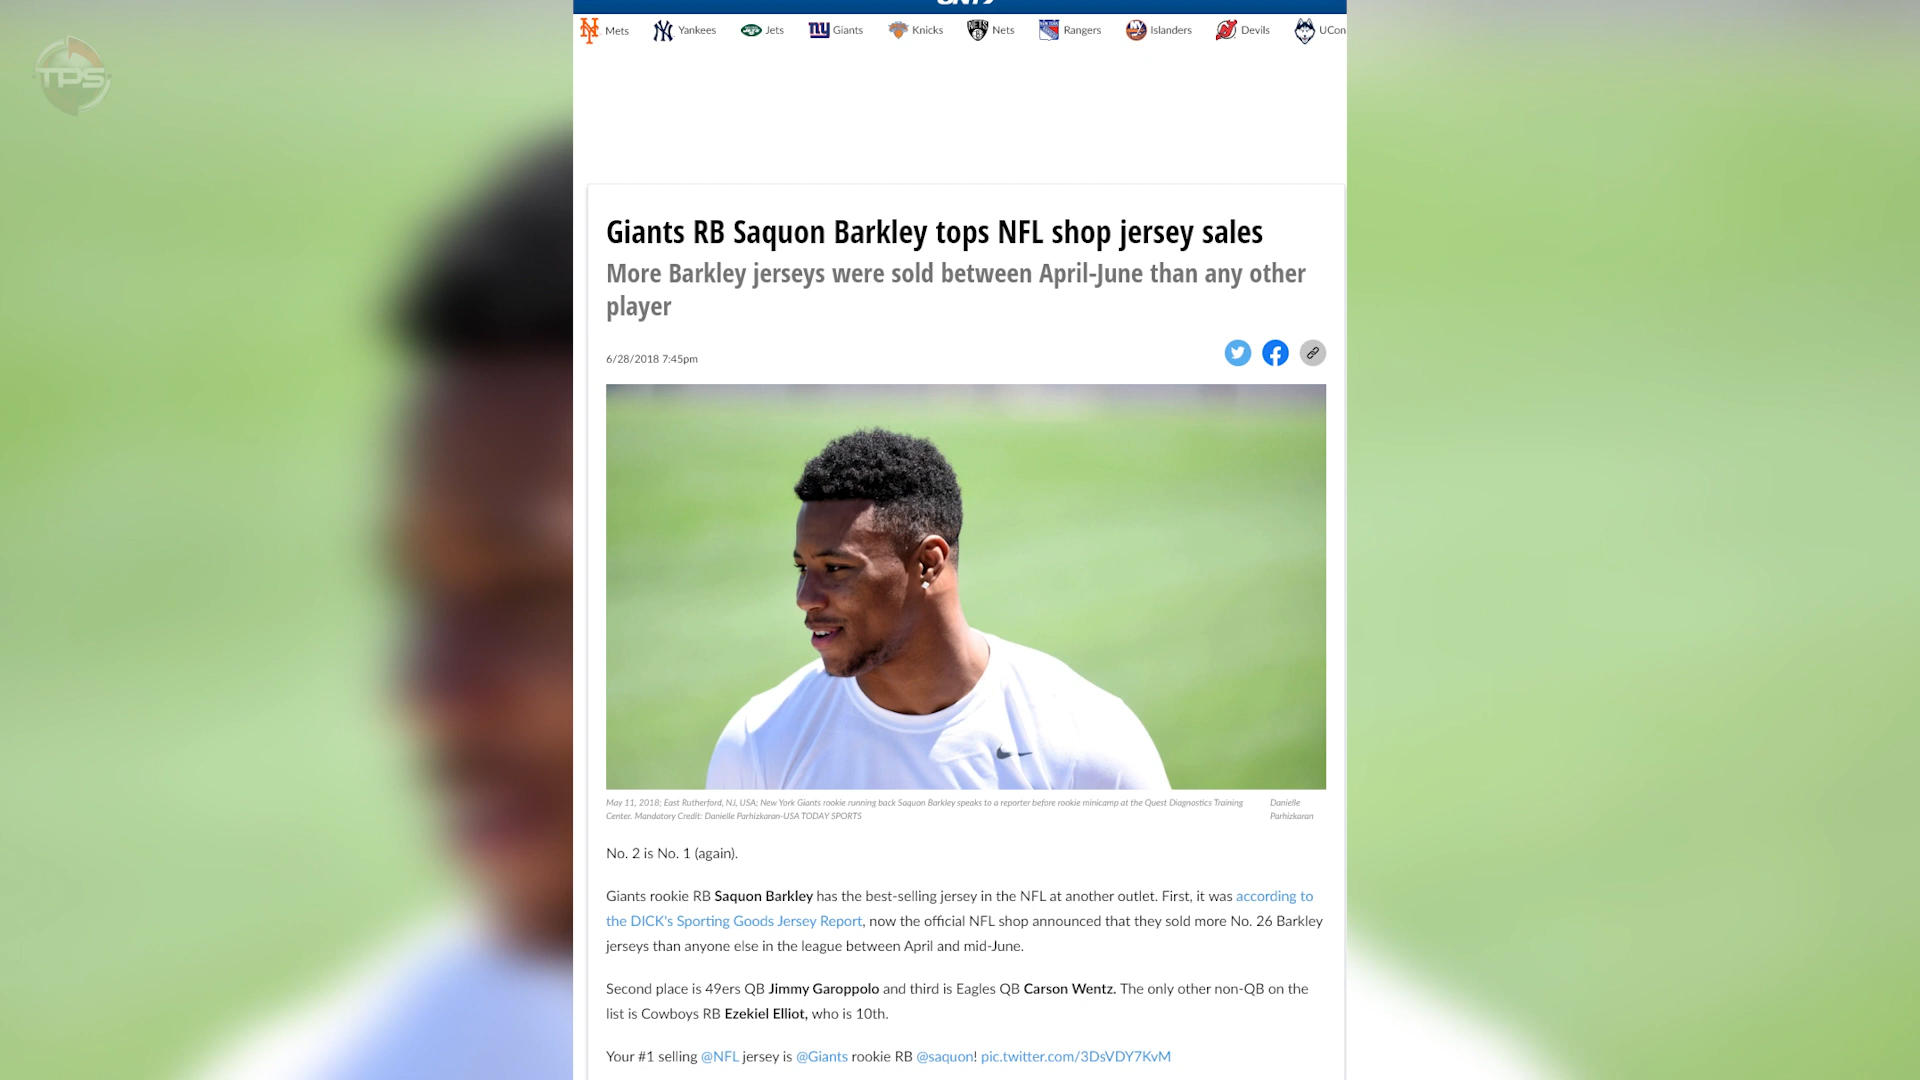 TPS
Mets
Yankees
Jets
ny
Giants
Knicks
NETS
B
Nets
Rangers
Islanders
Devils
UCon
Giants RB Saquon Barkley tops NFL shop jersey sales
More Barkley jerseys were sold between April-June than any other
player
6/28/2018 7:45pm
May 11, 2018; East Rutherford, NJ, USA; New York Giants rookie running back Saquon Barkley speaks to a reporter before rookie minicamp at the Quest Diagnostics Training
Center. Mandatory Credit: Danielle Parhizkaran-USA TODAY SPORTS
Danielle
Parhizkaran
No. 2 is No. 1 (again).
Giants rookie RB Saquon Barkley has the best-selling jersey in the NFL at another outlet. First, it was according to
the DICK's Sporting Goods Jersey Report, now the official NFL shop announced that they sold more No. 26 Barkley
jerseys than anyone else in the league between April and mid-June.
Second place is 49ers QB Jimmy Garoppolo and third is Eagles QB Carson Wentz. The only other non-QB on the
list is Cowboys RB Ezekiel Elliot, who is 10th.
Your #1 selling @NFL jersey is @Giants rookie RB @saquon! pic.twitter.com/3DsVDY7KvM